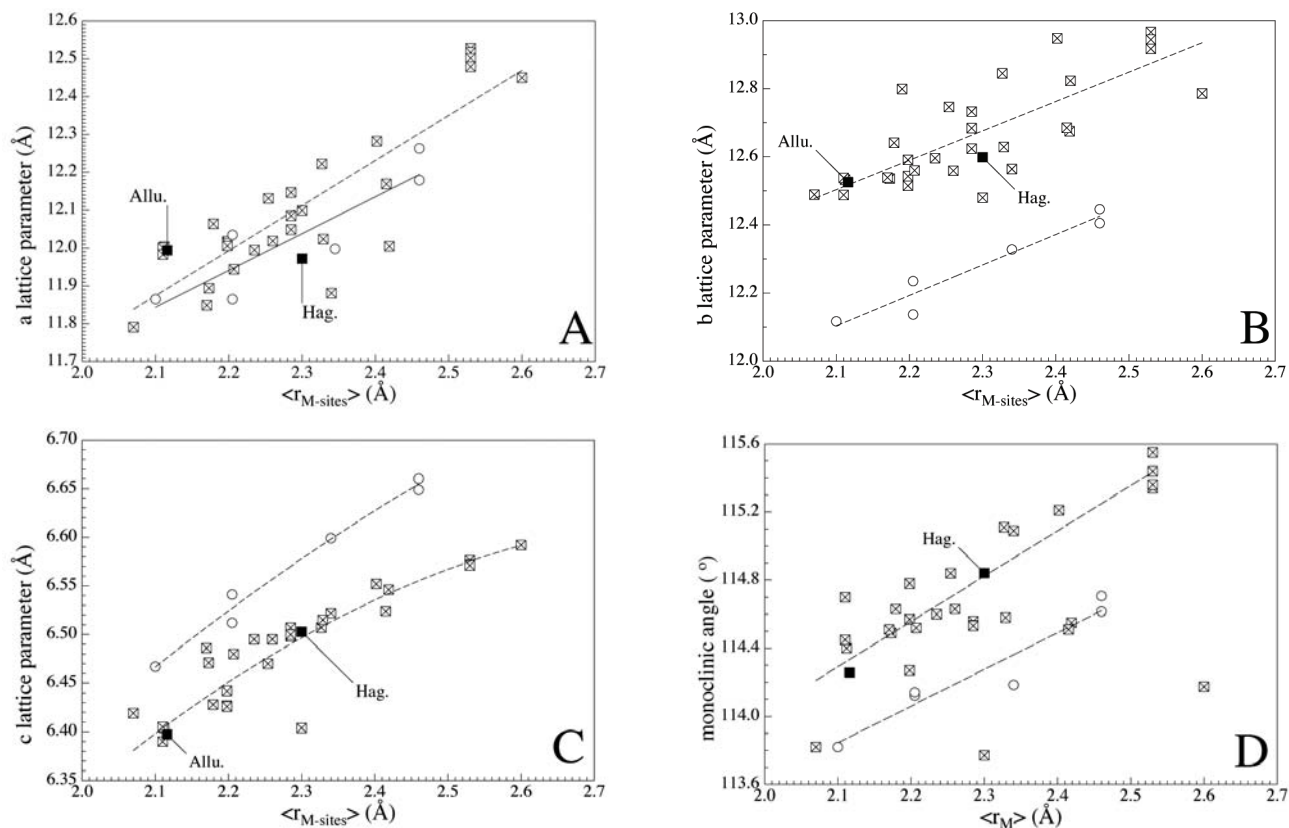 12.6
12.5
12.4
12.3
12.2
12.1
12.0
11.9
11.8
11.7
a lattice parameter (Å)
Allu.
Hag.
A
2.0 2.1 2.2 2.3 2.4 2.5 2.6 2.7
<r_M-sites> (Å)
13.0
12.8
12.6
12.4
12.2
12.0
b lattice parameter (Å)
Allu.
Hag.
B
2.0 2.1 2.2 2.3 2.4 2.5 2.6 2.7
<r_M-sites> (Å)
6.70
6.65
6.60
6.55
6.50
6.45
6.40
6.35
c lattice parameter (Å)
Hag.
Allu.
C
2.0 2.1 2.2 2.3 2.4 2.5 2.6 2.7
<r_M-sites> (Å)
115.6
115.2
114.8
114.4
114.0
113.6
monoclinic angle (º)
Hag.
D
2.0 2.1 2.2 2.3 2.4 2.5 2.6 2.7
<r_M> (Å)